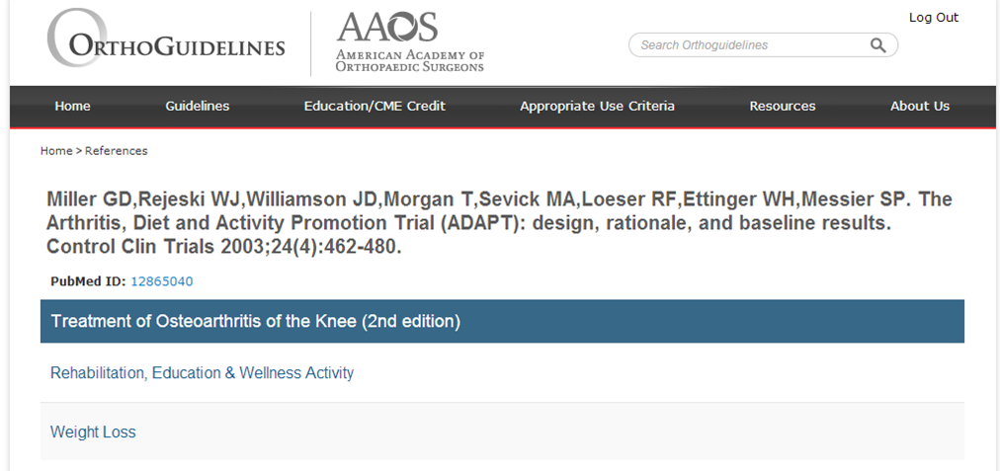 Log Out
ORTHOGUIDELINES
AAOS
AMERICAN ACADEMY OF
ORTHOPAEDIC SURGEONS
Search Orthoguidelines
Home Guidelines Education/CME Credit Appropriate Use Criteria Resources About Us
Home > References
Miller GD,Rejeski WJ,Williamson JD,Morgan T,Sevick MA,Loeser RF,Ettinger WH,Messier SP. The
Arthritis, Diet and Activity Promotion Trial (ADAPT): design, rationale, and baseline results.
Control Clin Trials 2003;24(4):462-480.
PubMed ID: 12865040
Treatment of Osteoarthritis of the Knee (2nd edition)
Rehabilitation, Education & Wellness Activity
Weight Loss